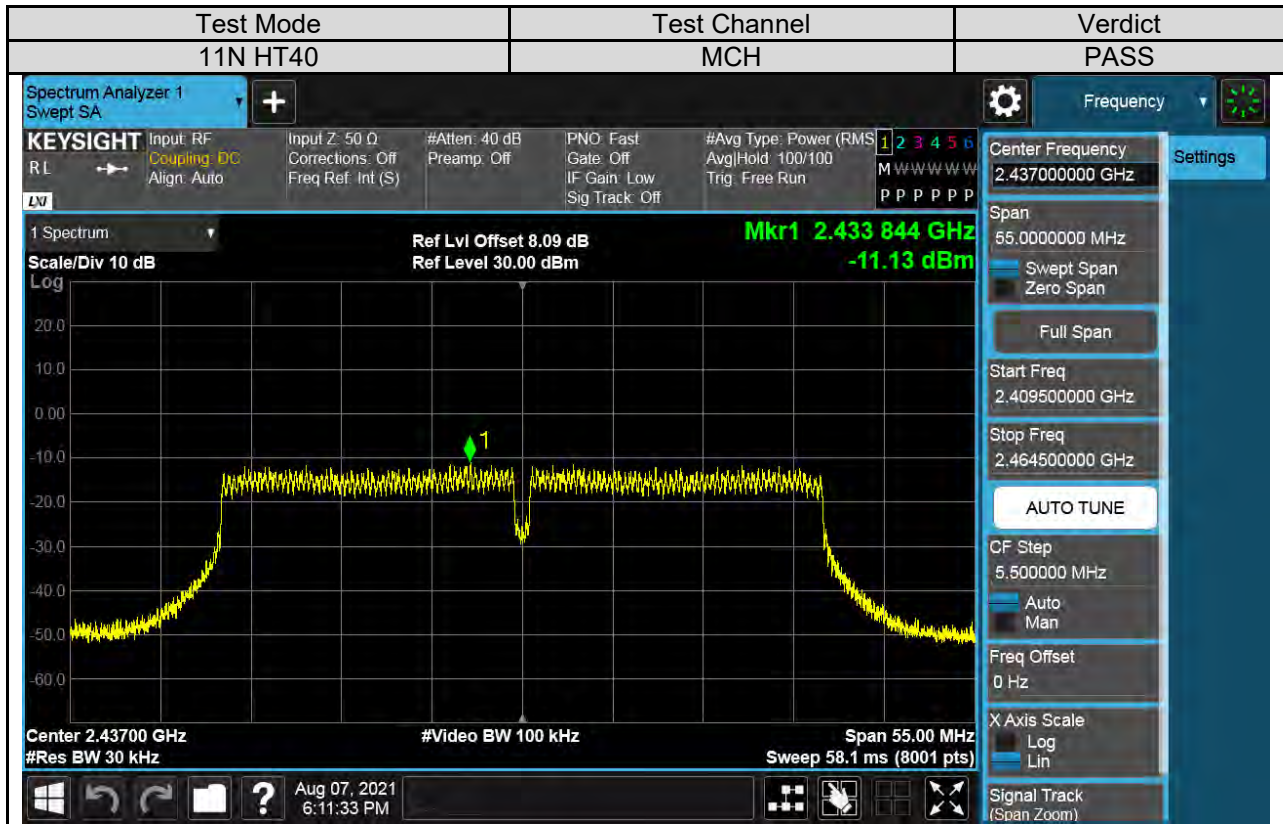 Test Mode Test Channel Verdict
11N HT40 MCH PASS
Spectrum Analyzer 1
Swept SA
+
Frequency
KEYSIGHT Input: RF Input Z: 50 Ω #Atten: 40 dB PNO: Fast #Avg Type: Power (RMS 1 2 3 4 5 6
R L Coupling: DC Corrections: Off Preamp: Off Gate: Off Avg|Hold: 100/100 M W W W W W
Align: Auto Freq Ref: Int (S) IF Gain: Low Trig: Free Run
LXI Sig Track: Off P P P P P P
1 Spectrum Ref Lvl Offset 8.09 dB Mkr1 2.433 844 GHz
Scale/Div 10 dB Ref Level 30.00 dBm -11.13 dBm
Log
20.0
10.0
0.00
1
-10.0
-20.0
-30.0
-40.0
-50.0
-60.0
Center 2.43700 GHz #Video BW 100 kHz Span 55.00 MHz
#Res BW 30 kHz Sweep 58.1 ms (8001 pts)
Center Frequency
2.437000000 GHz
Settings
Span
55.0000000 MHz
Swept Span
Zero Span
Full Span
Start Freq
2.409500000 GHz
Stop Freq
2.464500000 GHz
AUTO TUNE
CF Step
5.500000 MHz
Auto
Man
Freq Offset
0 Hz
X Axis Scale
Log
Lin
Signal Track
(Span Zoom)
? Aug 07, 2021
6:11:33 PM